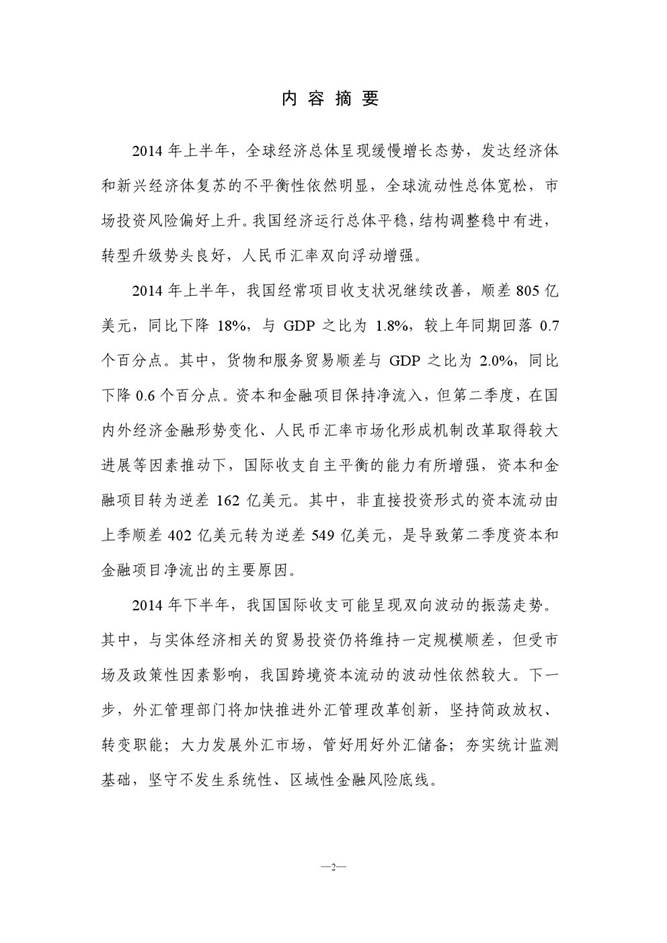 内 容 摘 要
2014 年上半年，全球经济总体呈现缓慢增长态势，发达经济体
和新兴经济体复苏的不平衡性依然明显，全球流动性总体宽松，市
场投资风险偏好上升。我国经济运行总体平稳，结构调整稳中有进，
转型升级势头良好，人民币汇率双向浮动增强。
2014 年上半年，我国经常项目收支状况继续改善，顺差 805 亿
美元，同比下降 18%，与 GDP 之比为 1.8%，较上年同期回落 0.7
个百分点。其中，货物和服务贸易顺差与 GDP 之比为 2.0%，同比
下降 0.6 个百分点。资本和金融项目保持净流入，但第二季度，在国
内外经济金融形势变化、人民币汇率市场化形成机制改革取得较大
进展等因素推动下，国际收支自主平衡的能力有所增强，资本和金
融项目转为逆差 162 亿美元。其中，非直接投资形式的资本流动由
上季顺差 402 亿美元转为逆差 549 亿美元，是导致第二季度资本和
金融项目净流出的主要原因。
2014 年下半年，我国国际收支可能呈现双向波动的振荡走势。
其中，与实体经济相关的贸易投资仍将维持一定规模顺差，但受市
场及政策性因素影响，我国跨境资本流动的波动性依然较大。下一
步，外汇管理部门将加快推进外汇管理改革创新，坚持简政放权、
转变职能；大力发展外汇市场，管好用好外汇储备；夯实统计监测
基础，坚守不发生系统性、区域性金融风险底线。
—2—